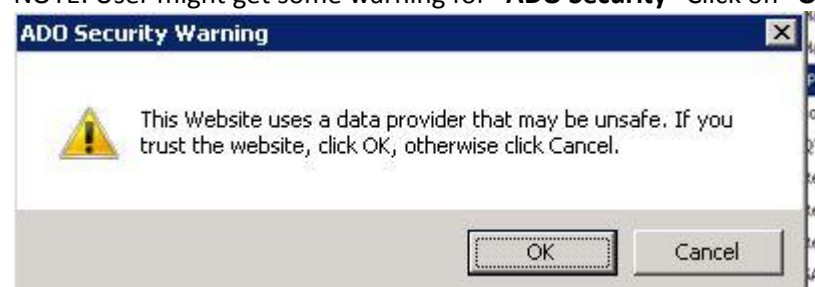 NOTE: User might get some warning for "ADO Security" Click on "O
ADO Security Warning
This Website uses a data provider that may be unsafe. If you
trust the website, click OK, otherwise click Cancel.
OK
Cancel